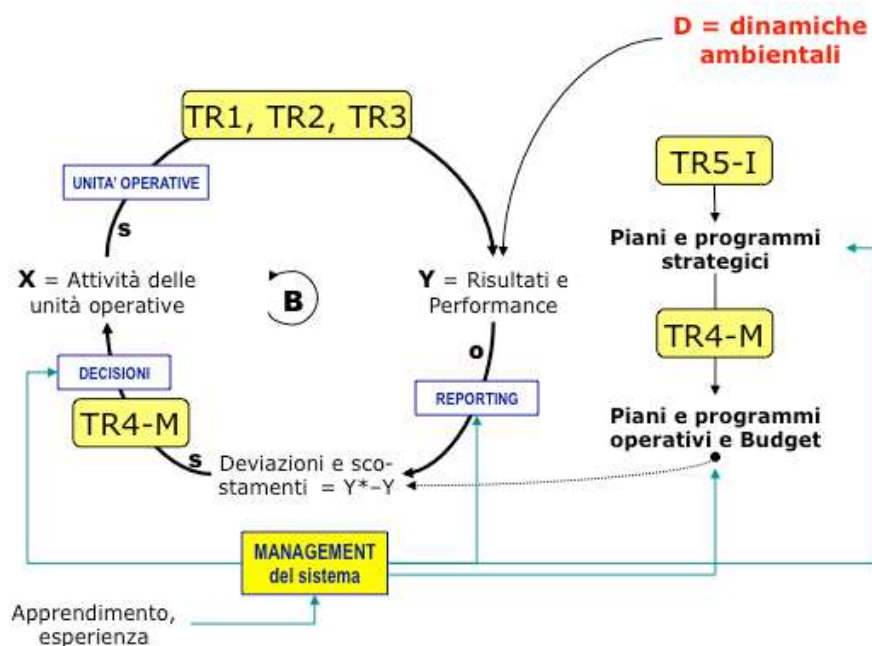 D = dinamiche
ambientali
TR1, TR2, TR3
TR5-I
UNITA' OPERATIVE
s
Piani e programmi
strategici
X = Attività delle
unità operative
B
Y = Risultati e
Performance
TR4-M
o
DECISIONI
REPORTING
TR4-M
Piani e programmi
operativi e Budget
s
Deviazioni e sco-
stamenti = Y*–Y
MANAGEMENT
del sistema
Apprendimento,
esperienza